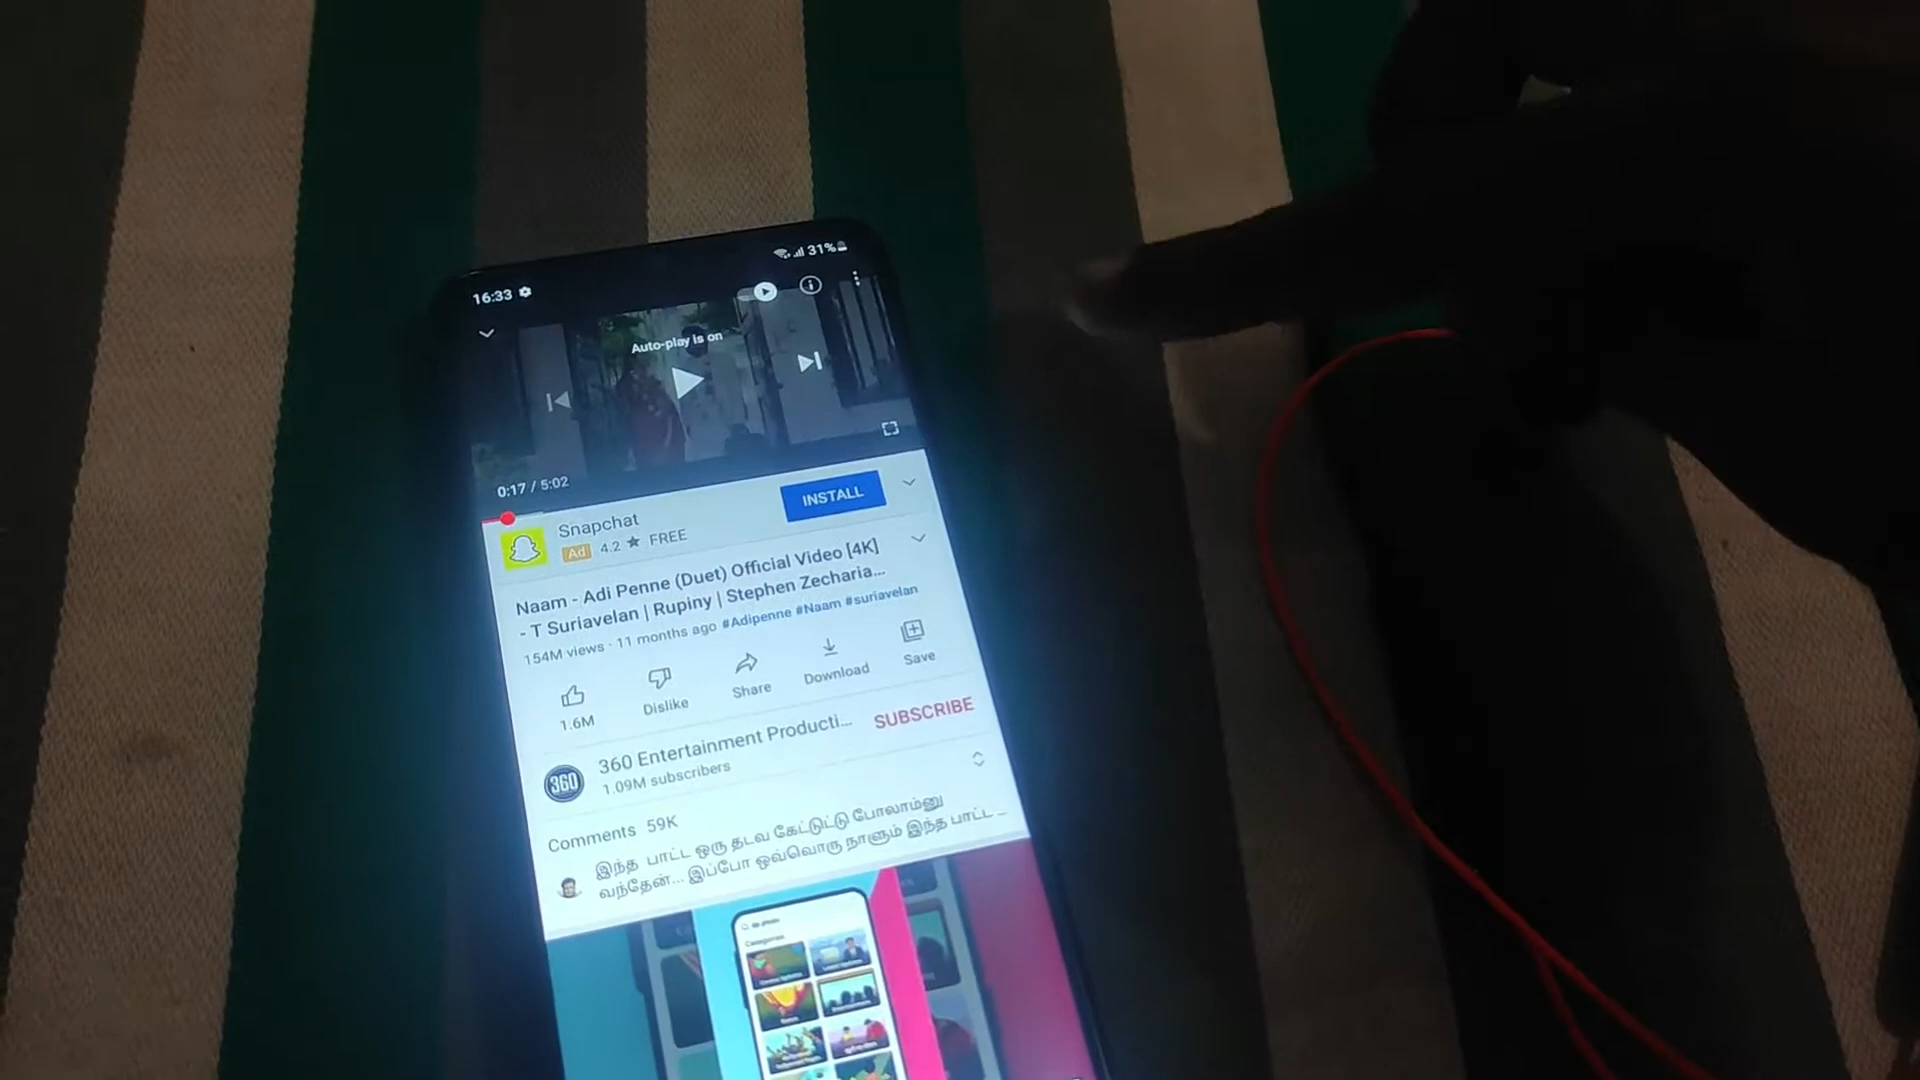 16:33
31%
Auto-play is on
0:17 / 5:02
Snapchat
INSTALL
Ad 4.2 ★ FREE
Naam - Adi Penne (Duet) Official Video [4K]
- T Suriavelan | Rupiny | Stephen Zecharia...
154M views · 11 months ago #Adipenne #Naam #suriavelan
1.6M
Dislike
Share
Download
Save
360
360 Entertainment Producti...
SUBSCRIBE
1.09M subscribers
Comments 59K
இந்த பாட்ட ஒரு தடவ கேட்டுட்டு போலாம்னு
வந்தேன்... இப்போ ஒவ்வொரு நாளும் இந்த பாட்ட ...
Categories